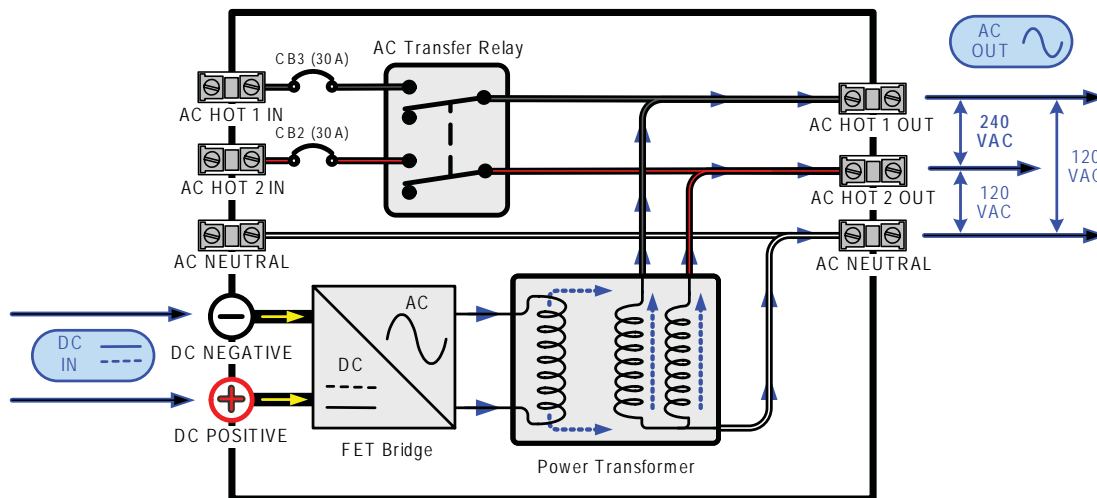 AC Transfer Relay
AC
OUT
CB3 (30A)
AC HOT 1 IN
AC HOT 1 OUT
CB2 (30A)
240
VAC
120
VAC
AC HOT 2 IN
AC HOT 2 OUT
120
VAC
AC NEUTRAL
AC NEUTRAL
DC
IN
DC NEGATIVE
AC
DC
DC POSITIVE
FET Bridge
Power Transformer